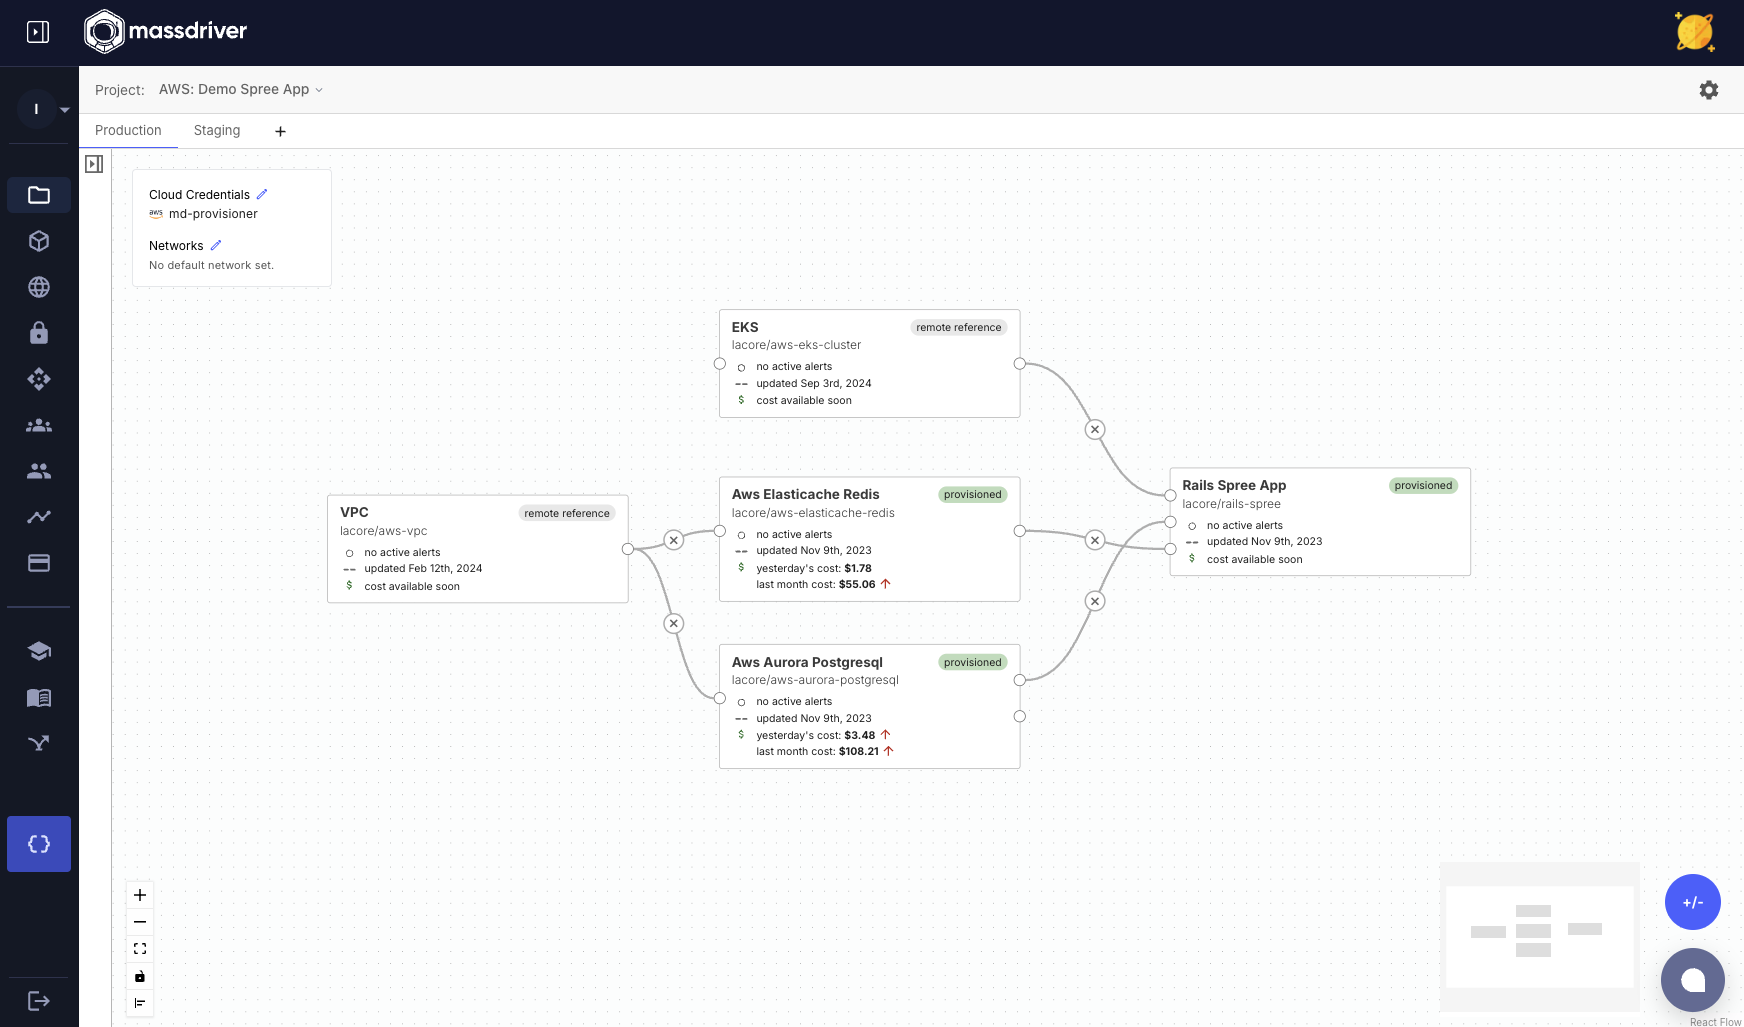 massdriver
Project: AWS: Demo Spree App
I
Production Staging +
Cloud Credentials
aws md-provisioner
Networks
No default network set.
EKS remote reference
lacore/aws-eks-cluster
no active alerts
updated Sep 3rd, 2024
$ cost available soon
VPC remote reference
lacore/aws-vpc
no active alerts
updated Feb 12th, 2024
$ cost available soon
Aws Elasticache Redis provisioned
lacore/aws-elasticache-redis
no active alerts
updated Nov 9th, 2023
$ yesterday's cost: $1.78
last month cost: $55.06
Rails Spree App provisioned
lacore/rails-spree
no active alerts
updated Nov 9th, 2023
$ cost available soon
Aws Aurora Postgresql provisioned
lacore/aws-aurora-postgresql
no active alerts
updated Nov 9th, 2023
$ yesterday's cost: $3.48
last month cost: $108.21
+/-
React Flow